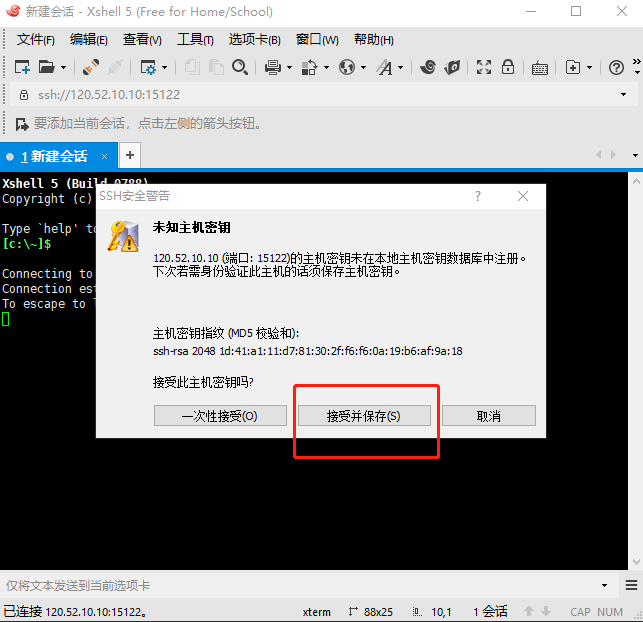 新建会话 - Xshell 5 (Free for Home/School)
文件(F) 编辑(E) 查看(V) 工具(T) 选项卡(B) 窗口(W) 帮助(H)
ssh://120.52.10.10:15122
要添加当前会话，点击左侧的箭头按钮。
1 新建会话 × +
Xshell 5 (Build 0788)
Copyright (c)
Type `help' to
[c:\~]$
Connecting to
Connection est
To escape to l
SSH安全警告
未知主机密钥
120.52.10.10 (端口: 15122)的主机密钥未在本地主机密钥数据库中注册。
下次若需身份验证此主机的话须保存主机密钥。
主机密钥指纹 (MD5 校验和):
ssh-rsa 2048 1d:41:a1:11:d7:81:30:2f:f6:f6:0a:19:b6:af:9a:18
接受此主机密钥吗?
一次性接受(O) 接受并保存(S) 取消
仅将文本发送到当前选项卡
已连接 120.52.10.10:15122。 xterm 88x25 10,1 1 会话 CAP NUM